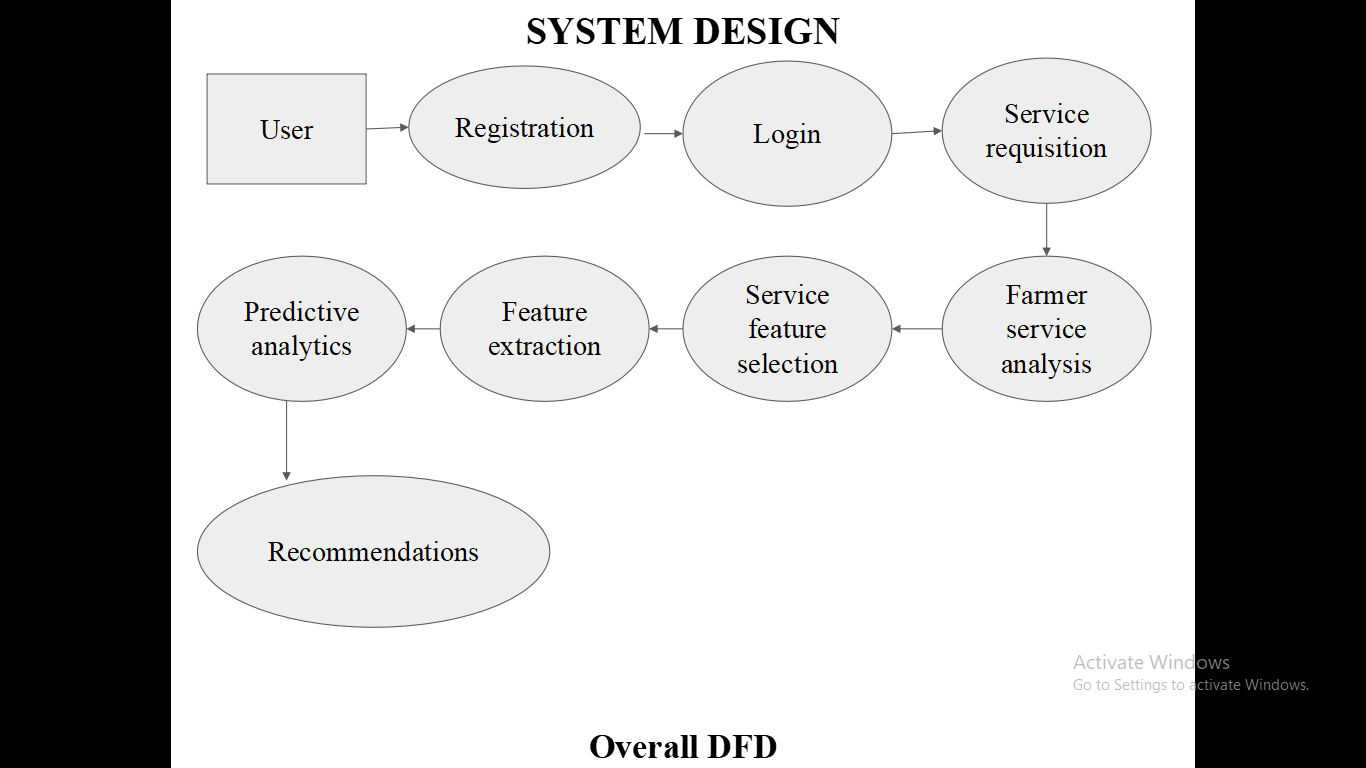 SYSTEM DESIGN
User
Registration
Login
Service
requisition
Farmer
service
analysis
Service
feature
selection
Feature
extraction
Predictive
analytics
Recommendations
Activate Windows
Go to Settings to activate Windows.
Overall DFD